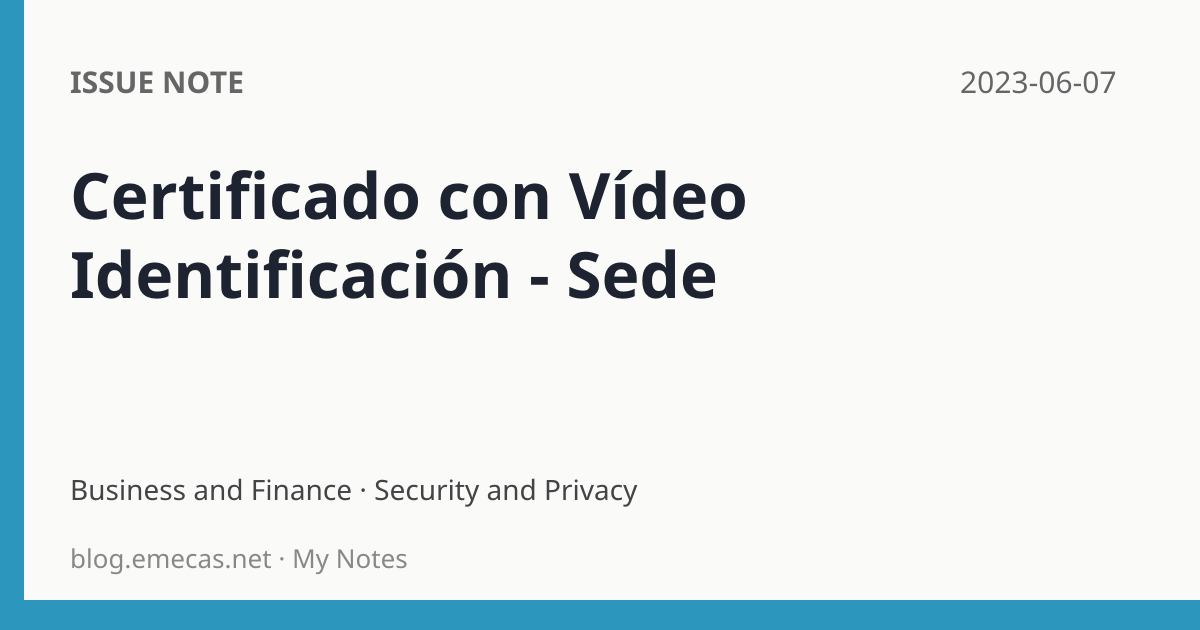 ISSUE NOTE
2023-06-07
Certificado con Vídeo
Identificación - Sede
Business and Finance · Security and Privacy
blog.emecas.net · My Notes